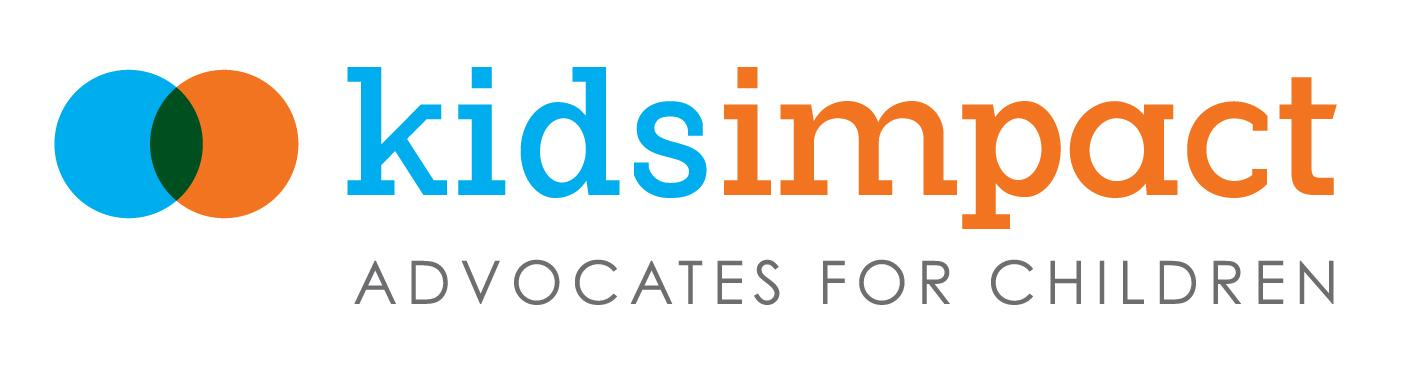 kidsimpact
ADVOCATES FOR CHILDREN